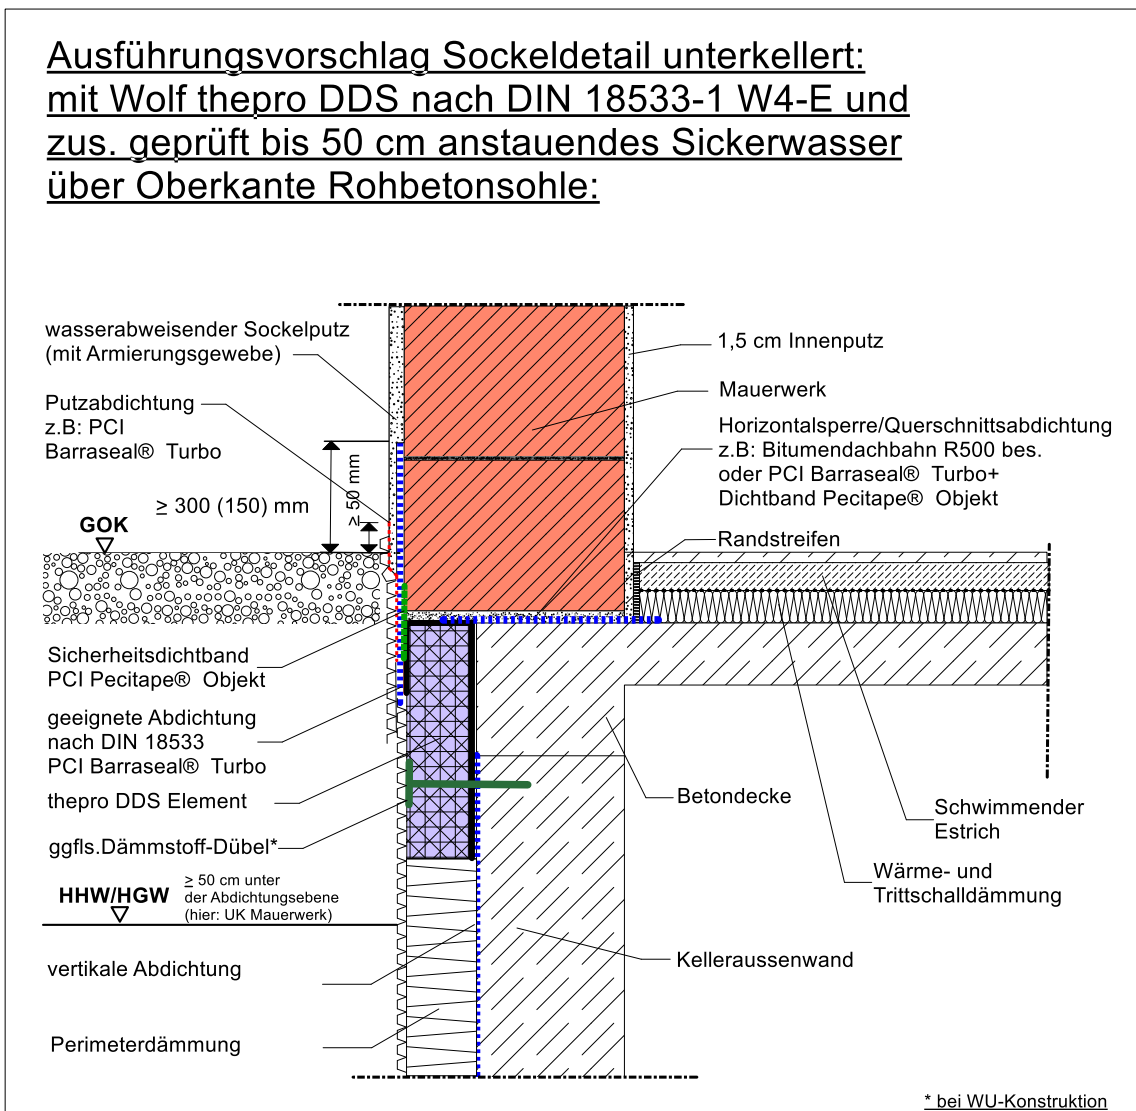 Ausführungsvorschlag Sockeldetail unterkellert:
mit Wolf thepro DDS nach DIN 18533-1 W4-E und
zus. geprüft bis 50 cm anstauendes Sickerwasser
über Oberkante Rohbetonsohle:
wasserabweisender Sockelputz
(mit Armierungsgewebe)
Putzabdichtung
z.B: PCI
Barraseal® Turbo
≥ 300 (150) mm
≥ 50 mm
GOK
Sicherheitsdichtband
PCI Pecitape® Objekt
geeignete Abdichtung
nach DIN 18533
PCI Barraseal® Turbo
thepro DDS Element
ggfls.Dämmstoff-Dübel*
HHW/HGW
≥ 50 cm unter
der Abdichtungsebene
(hier: UK Mauerwerk)
vertikale Abdichtung
Perimeterdämmung
1,5 cm Innenputz
Mauerwerk
Horizontalsperre/Querschnittsabdichtung
z.B: Bitumendachbahn R500 bes.
oder PCI Barraseal® Turbo+
Dichtband Pecitape® Objekt
Randstreifen
Betondecke
Schwimmender
Estrich
Wärme- und
Trittschalldämmung
Kelleraussenwand
* bei WU-Konstruktion